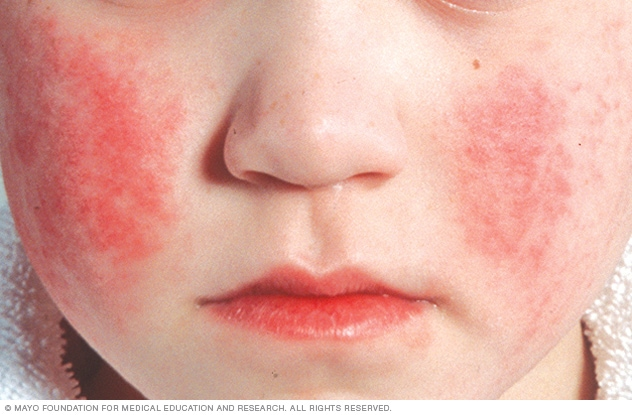 © MAYO FOUNDATION FOR MEDICAL EDUCATION AND RESEARCH. ALL RIGHTS RESERVED.